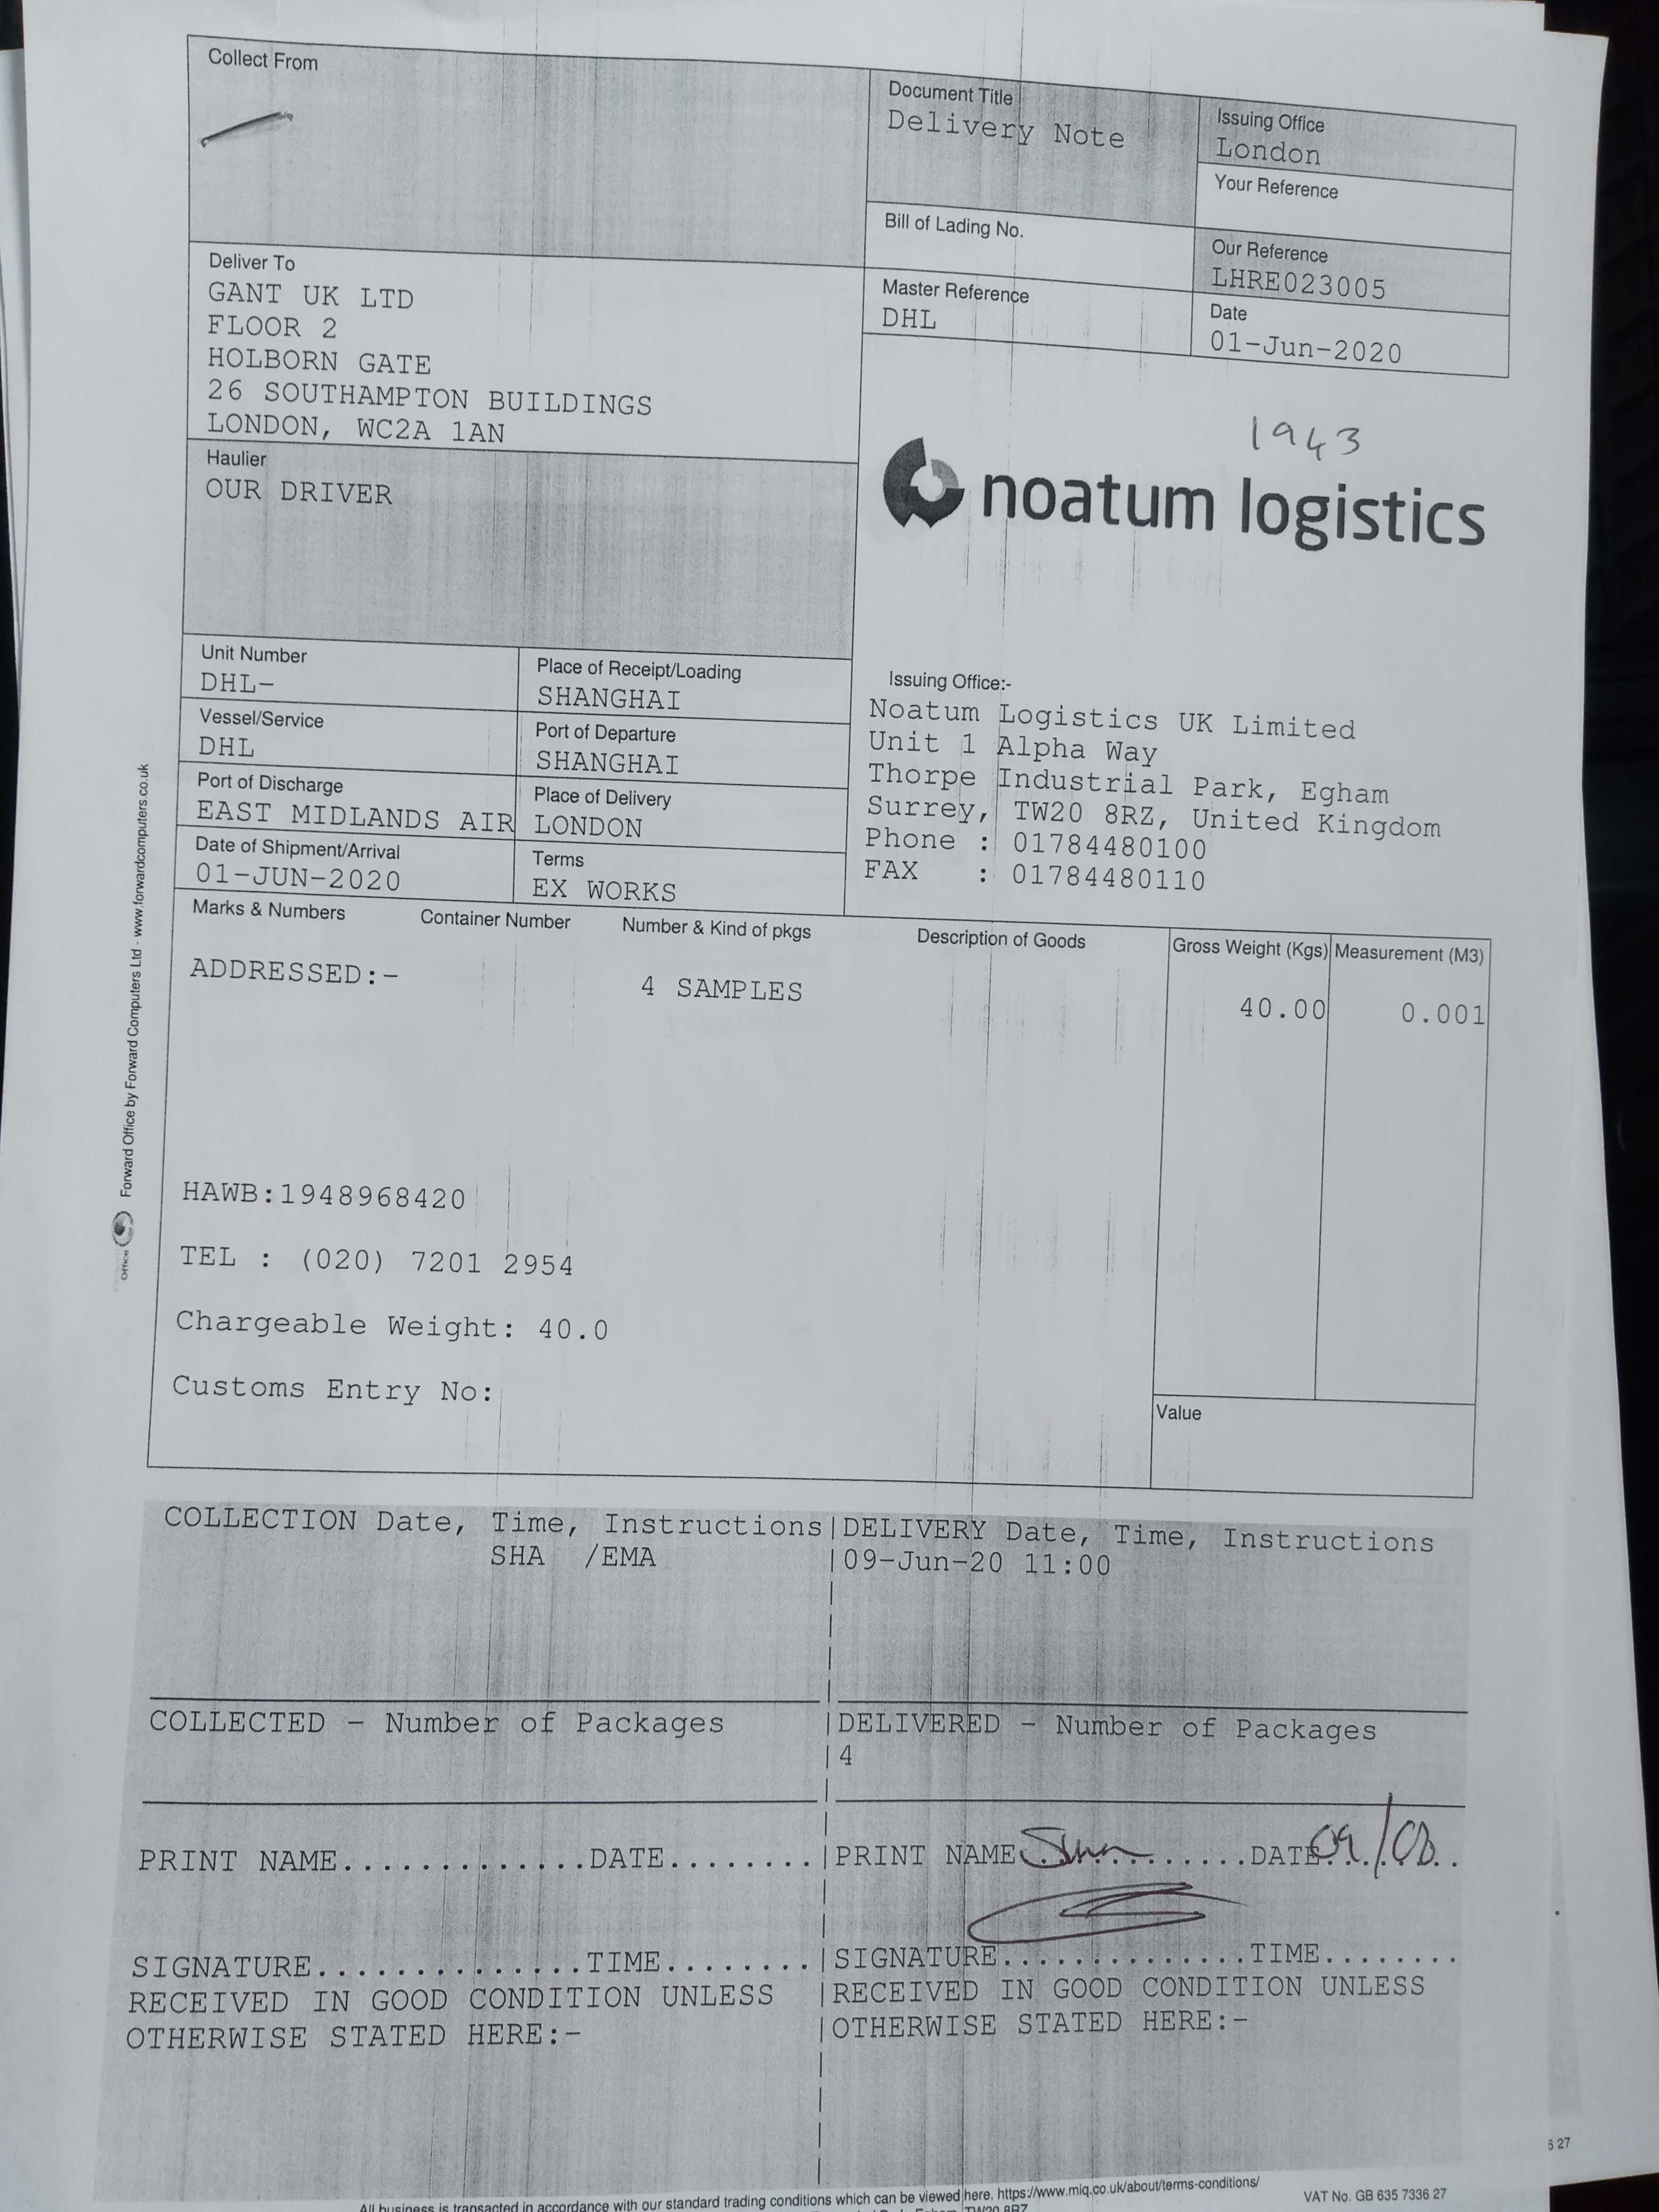 Collect From
Document Title
Delivery Note
Issuing Office
London
Your Reference
Bill of Lading No.
Our Reference
LHRE023005
Deliver To
GANT UK LTD
FLOOR 2
HOLBORN GATE
26 SOUTHAMPTON BUILDINGS
LONDON, WC2A 1AN
Master Reference
DHL
Date
01-Jun-2020
1943
noatum logistics
Haulier
OUR DRIVER
Unit Number
DHL-
Place of Receipt/Loading
SHANGHAI
Vessel/Service
DHL
Port of Departure
SHANGHAI
Port of Discharge
EAST MIDLANDS AIR
Place of Delivery
LONDON
Date of Shipment/Arrival
01-JUN-2020
Terms
EX WORKS
Issuing Office:-
Noatum Logistics UK Limited
Unit 1 Alpha Way
Thorpe Industrial Park, Egham
Surrey, TW20 8RZ, United Kingdom
Phone : 01784480100
FAX : 01784480110
Marks & Numbers Container Number Number & Kind of pkgs Description of Goods Gross Weight (Kgs) Measurement (M3)
ADDRESSED:- 4 SAMPLES 40.00 0.001
HAWB:1948968420
TEL : (020) 7201 2954
Chargeable Weight: 40.0
Customs Entry No:
Value
Office Forward Office by Forward Computers Ltd - www.forwardcomputers.co.uk
COLLECTION Date, Time, Instructions|DELIVERY Date, Time, Instructions
SHA /EMA |09-Jun-20 11:00
COLLECTED - Number of Packages |DELIVERED - Number of Packages
|4
PRINT NAME..............DATE........|PRINT NAME..............DATE 09/
SIGNATURE...............TIME........|SIGNATURE...............TIME........
RECEIVED IN GOOD CONDITION UNLESS |RECEIVED IN GOOD CONDITION UNLESS
OTHERWISE STATED HERE:- |OTHERWISE STATED HERE:-
6 27
All business is transacted in accordance with our standard trading conditions which can be viewed here. https://www.miq.co.uk/about/terms-conditions/
VAT No. GB 635 7336 27
TW20 8RZ